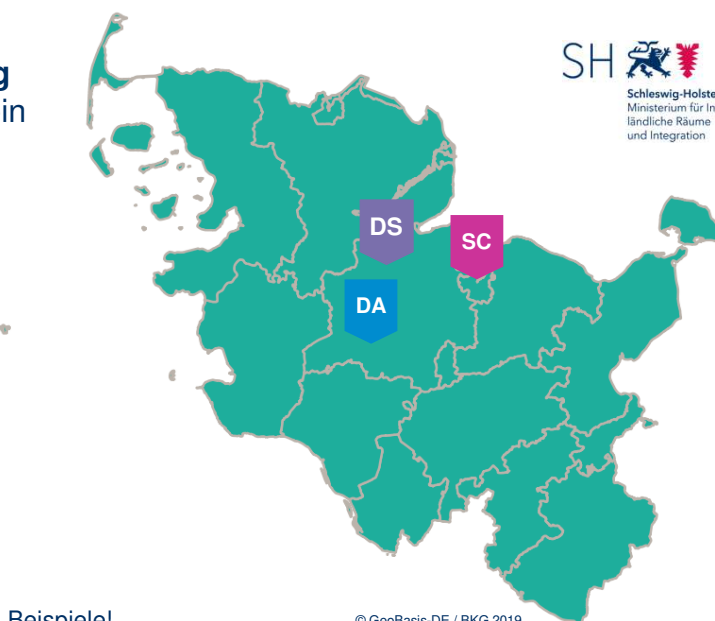 g
in
SH
Schleswig-Holste
Ministerium für In
ländliche Räume
und Integration
DS
SC
DA
Beispiele!
© GeoBasis-DE / BKG 2019